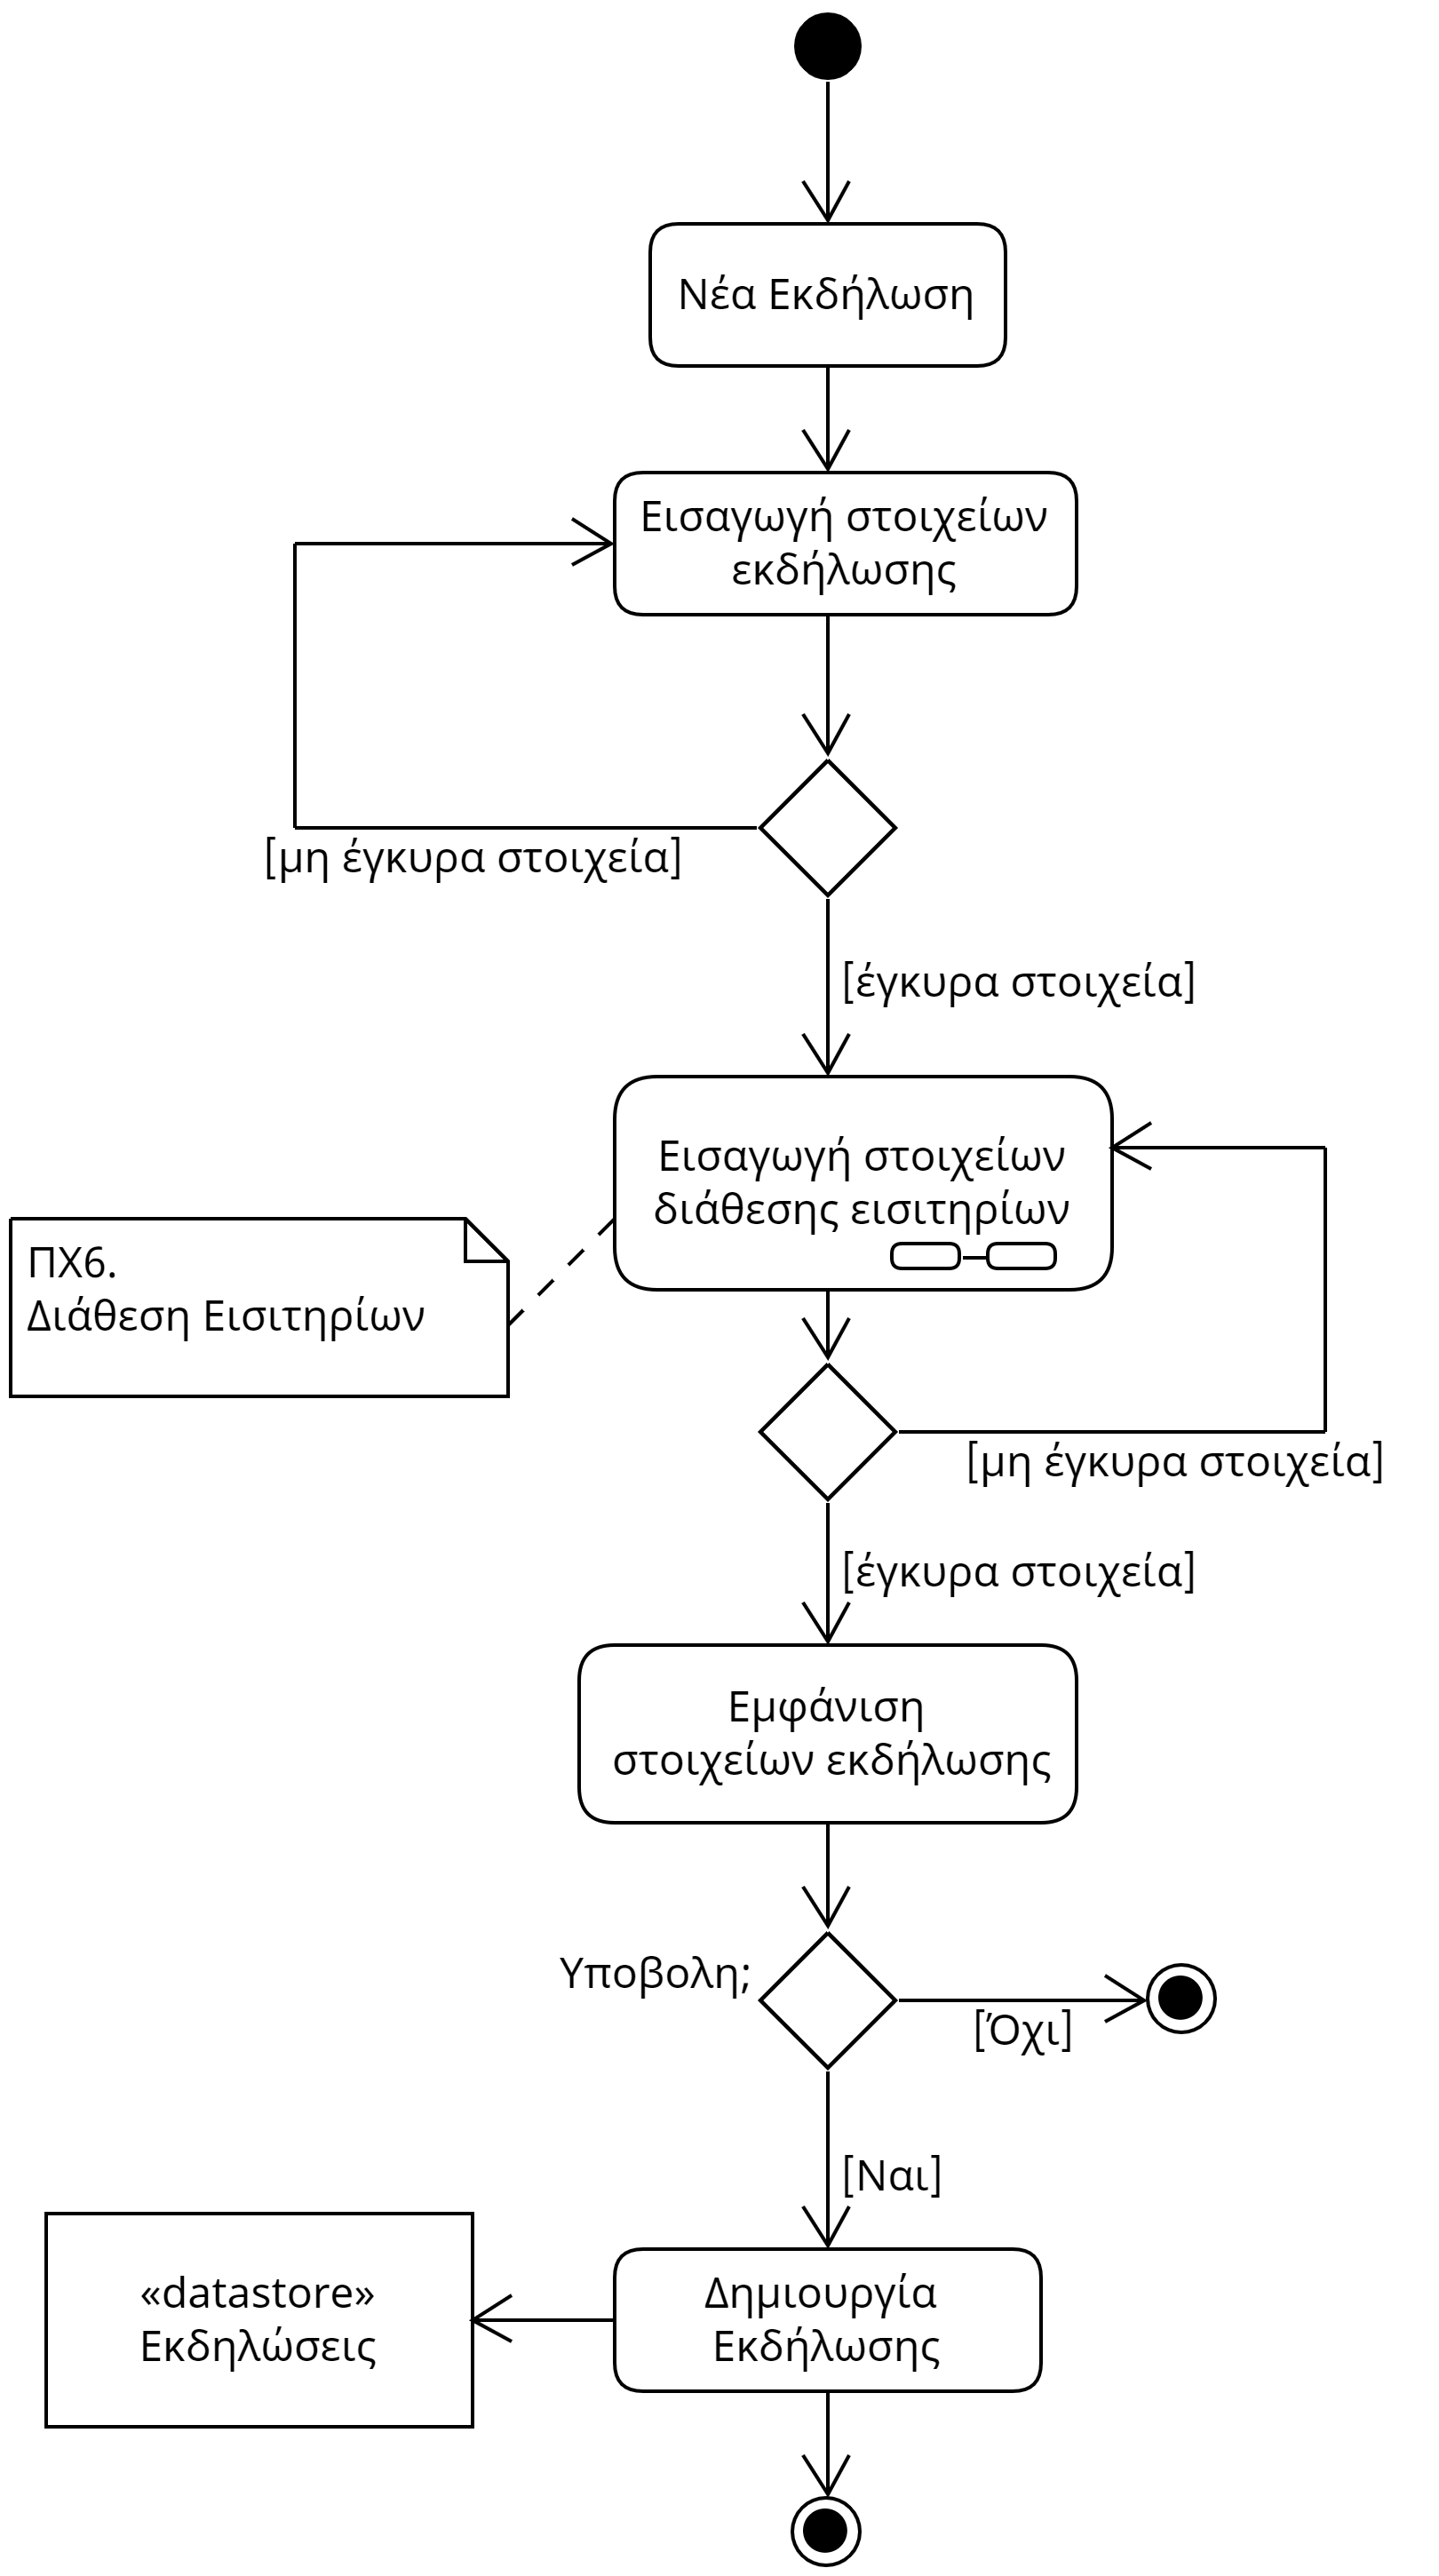 Νέα Εκδήλωση
Εισαγωγή στοιχείων
εκδήλωσης
[μη έγκυρα στοιχεία]
[έγκυρα στοιχεία]
Εισαγωγή στοιχείων
διάθεσης εισιτηρίων
ΠΧ6.
Διάθεση Εισιτηρίων
[μη έγκυρα στοιχεία]
[έγκυρα στοιχεία]
Εμφάνιση
στοιχείων εκδήλωσης
Υποβολη;
[Όχι]
[Ναι]
«datastore»
Εκδηλώσεις
Δημιουργία
Εκδήλωσης